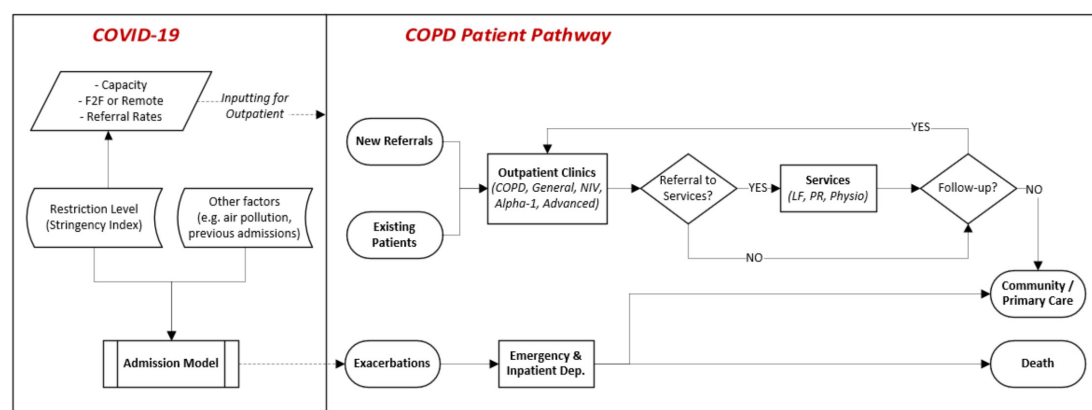 COVID-19
- Capacity
- F2F or Remote
- Referral Rates
Inputting for
Outpatient
Restriction Level
(Stringency Index)
Other factors
(e.g. air pollution,
previous admissions)
Admission Model
COPD Patient Pathway
New Referrals
Existing
Patients
Outpatient Clinics
(COPD, General, NIV,
Alpha-1, Advanced)
Referral to
Services?
YES
NO
Services
(LF, PR, Physio)
Follow-up?
YES
NO
Community /
Primary Care
Exacerbations
Emergency &
Inpatient Dep.
Death